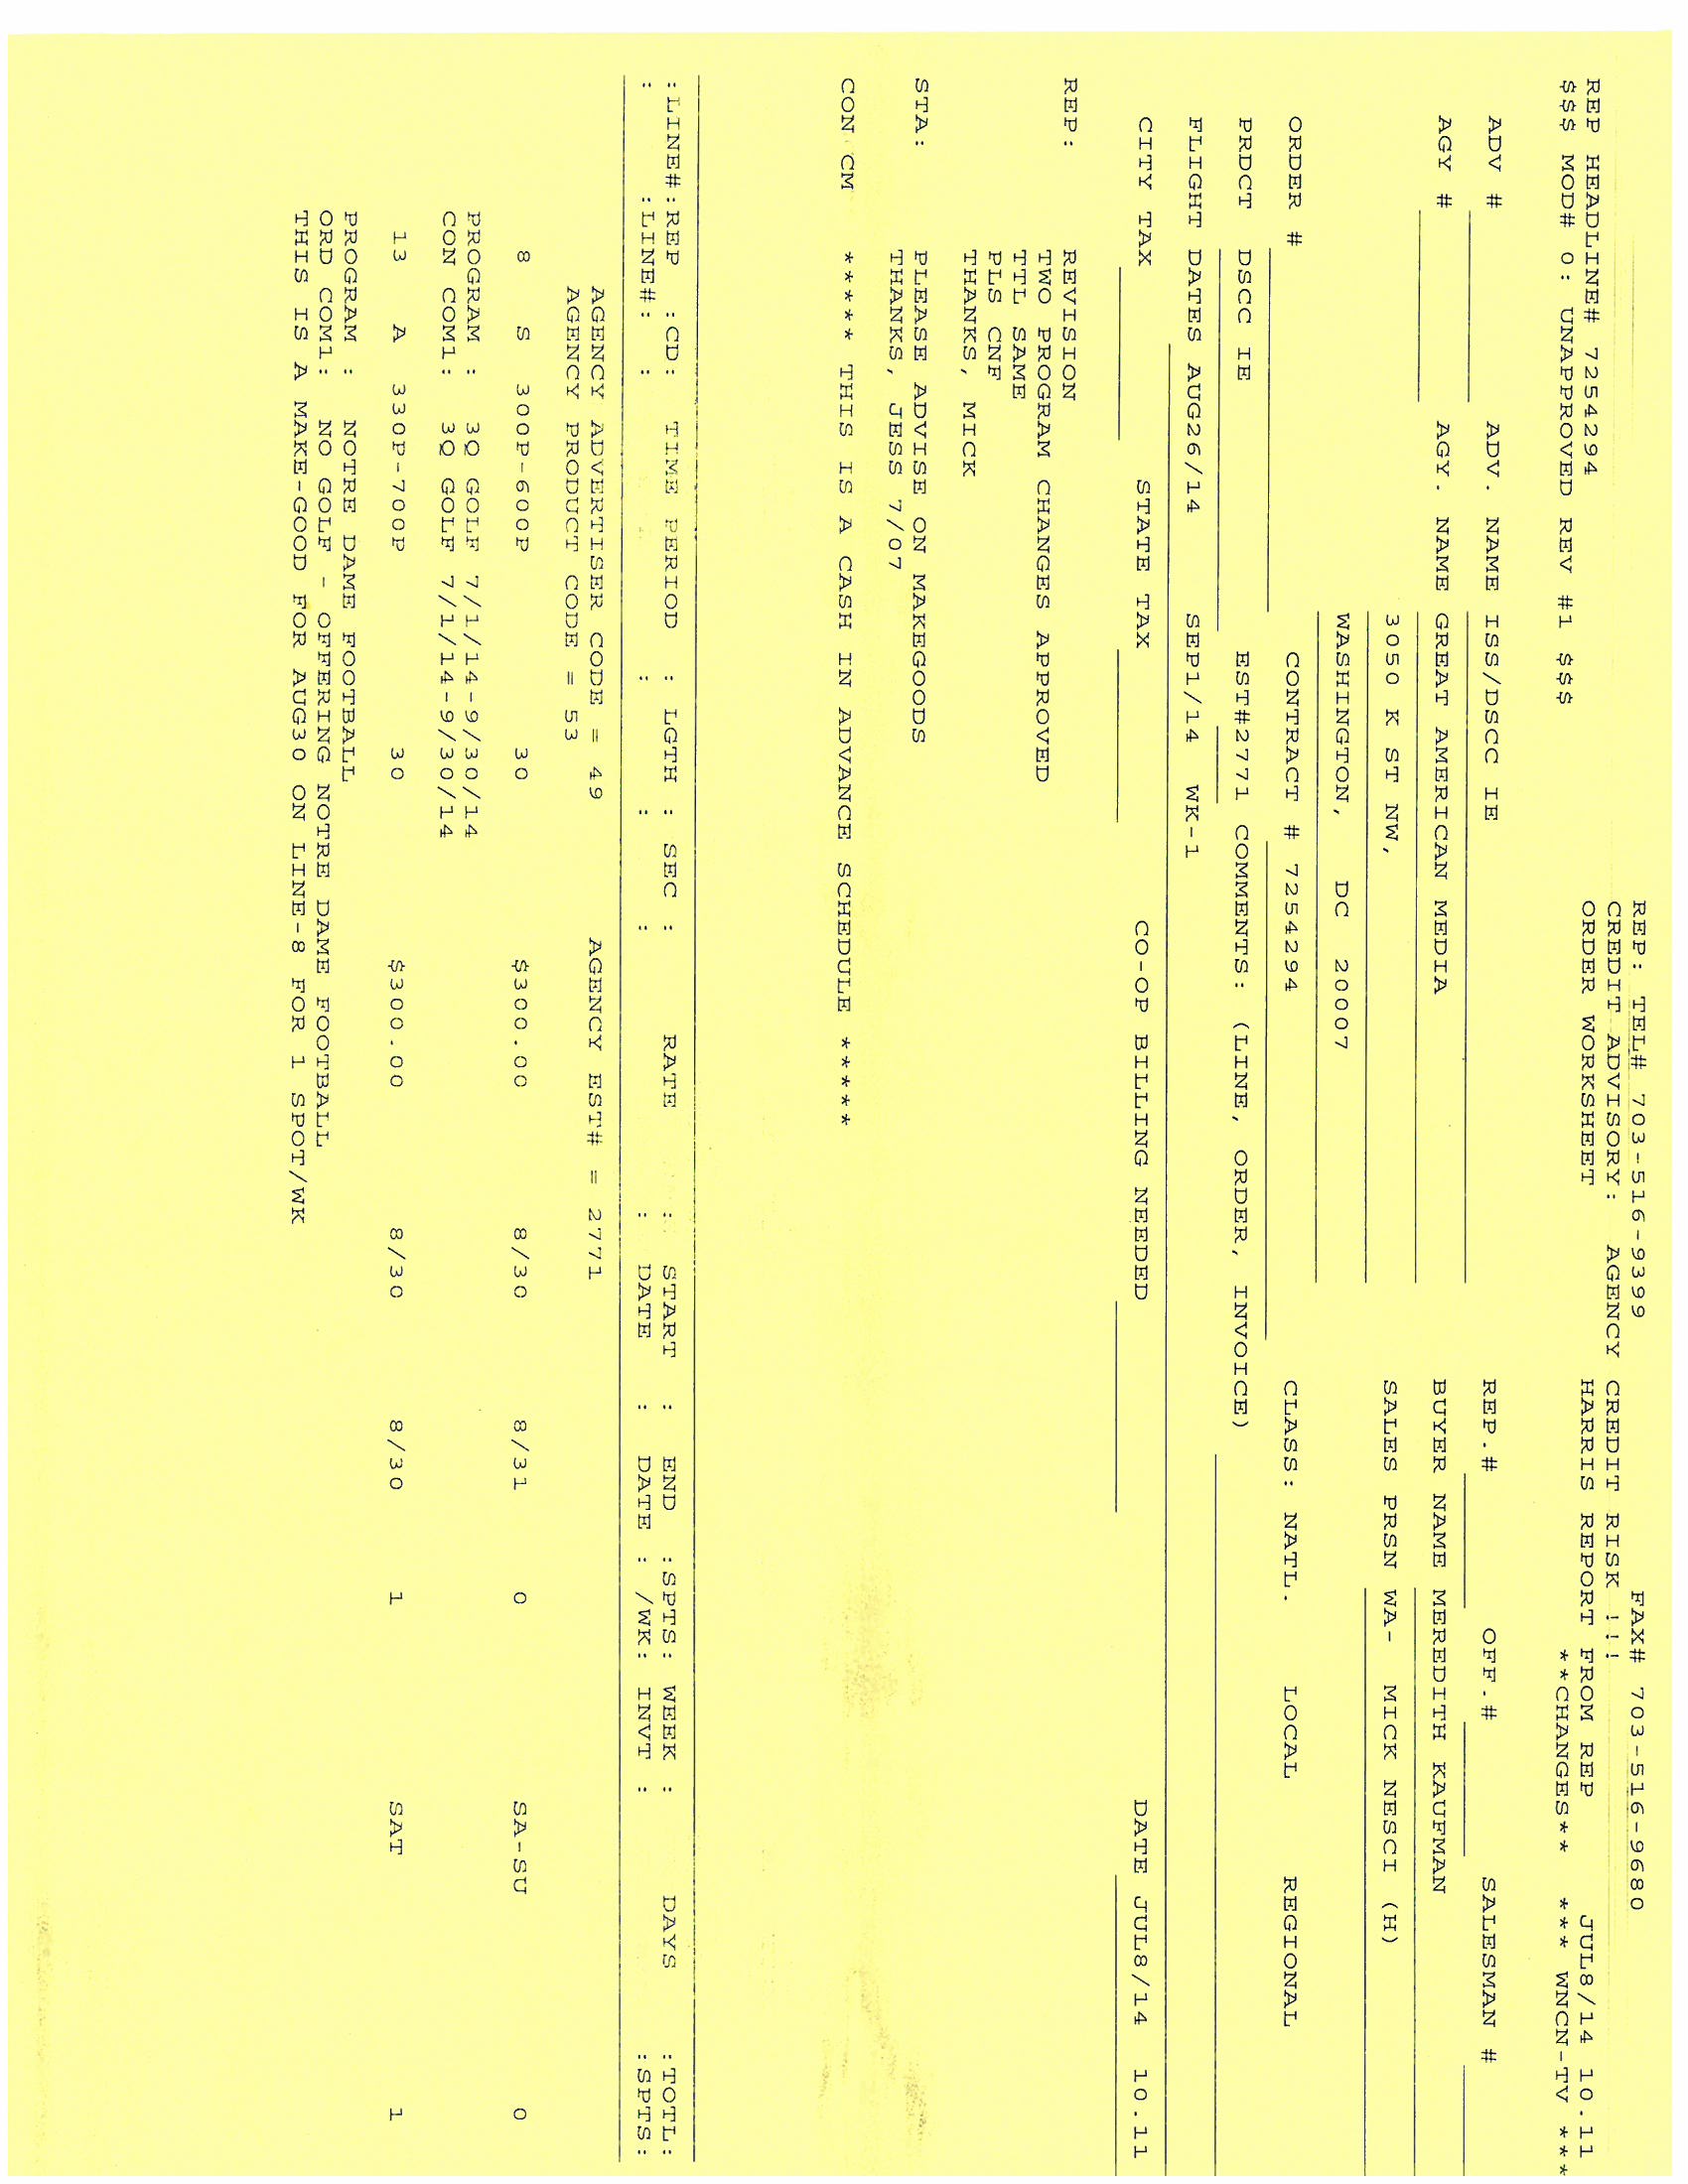 REP: TEL# 703-516-9399 FAX# 703-516-9680
CREDIT ADVISORY: AGENCY CREDIT RISK !!!
REP HEADLINE# 7254294 ORDER WORKSHEET HARRIS REPORT FROM REP JUL8/14 10.11
$$$ MOD# 0: UNAPPROVED REV #1 $$$ **CHANGES** *** WNCN-TV ***
ADV # ADV. NAME ISS/DSCC IE REP.# OFF.# SALESMAN #
AGY # AGY. NAME GREAT AMERICAN MEDIA BUYER NAME MEREDITH KAUFMAN
3050 K ST NW, SALES PRSN WA- MICK NESCI (H)
WASHINGTON, DC 20007
ORDER # CONTRACT # 7254294 CLASS: NATL. LOCAL REGIONAL
PRDCT DSCC IE EST#2771 COMMENTS: (LINE, ORDER, INVOICE)
FLIGHT DATES AUG26/14 SEP1/14 WK-1
CITY TAX STATE TAX CO-OP BILLING NEEDED DATE JUL8/14 10.11
REP: REVISION
TWO PROGRAM CHANGES APPROVED
TTL SAME
PLS CNF
THANKS, MICK
STA: PLEASE ADVISE ON MAKEGOODS
THANKS, JESS 7/07
CON CM ***** THIS IS A CASH IN ADVANCE SCHEDULE *****
:LINE#:REP :CD: TIME PERIOD : LGTH : SEC : RATE : START : END :SPTS: WEEK : DAYS :TOTL:
: :LINE#: : : : : : DATE : DATE : /WK: INVT : :SPTS:
AGENCY ADVERTISER CODE = 49 AGENCY EST# = 2771
AGENCY PRODUCT CODE = 53
8 S 300P-600P 30 $300.00 8/30 8/31 0 SA-SU 0
PROGRAM : 3Q GOLF 7/1/14-9/30/14
CON COM1: 3Q GOLF 7/1/14-9/30/14
13 A 330P-700P 30 $300.00 8/30 8/30 1 SAT 1
PROGRAM : NOTRE DAME FOOTBALL
ORD COM1: NO GOLF - OFFERING NOTRE DAME FOOTBALL
THIS IS A MAKE-GOOD FOR AUG30 ON LINE-8 FOR 1 SPOT/WK